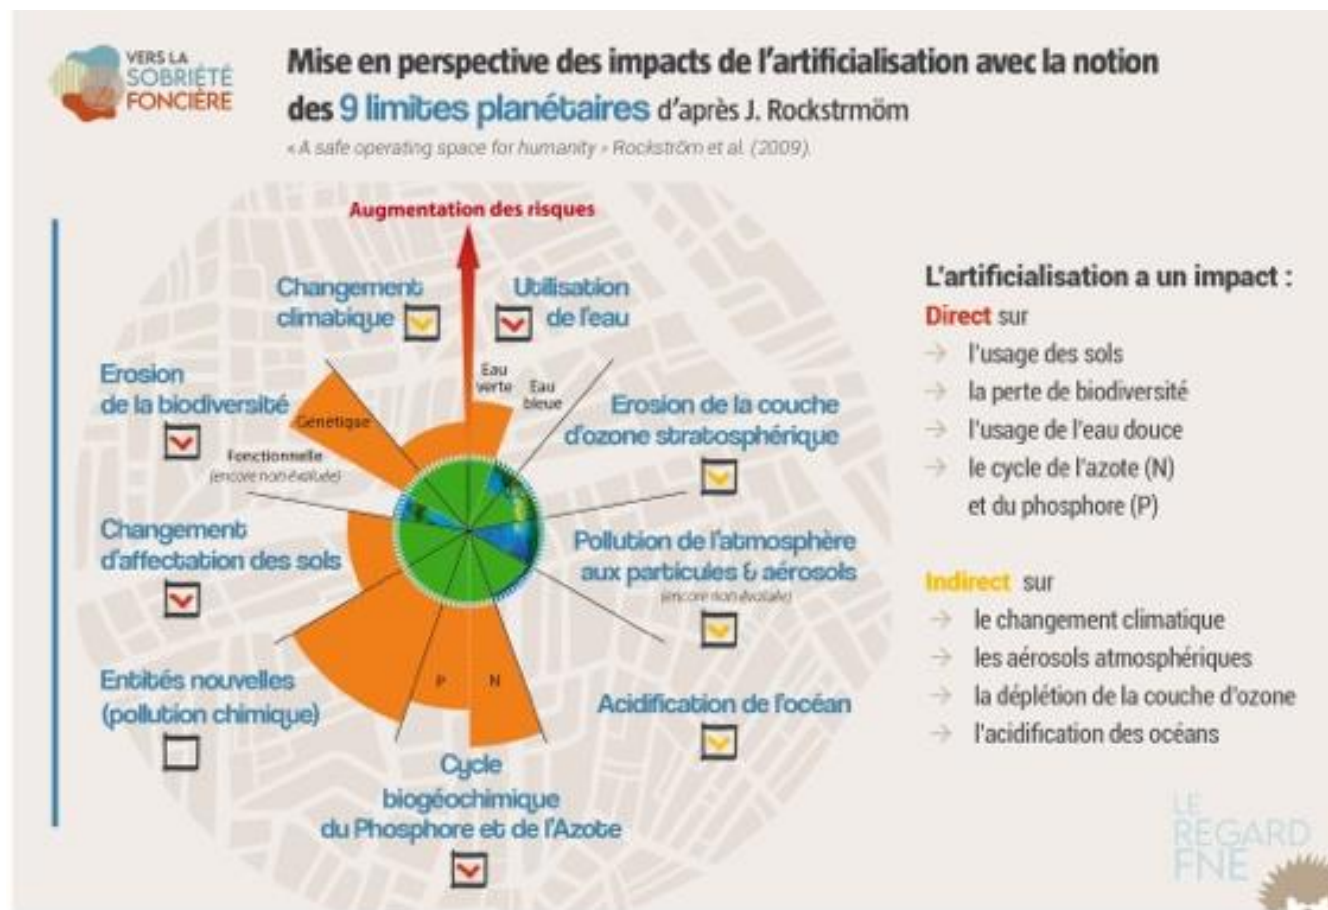 VERS LA
SOBRIÉTÉ
FONCIÈRE
Mise en perspective des impacts de l'artificialisation avec la notion
des 9 limites planétaires d'après J. Rockstrmöm
« A safe operating space for humanity » Rockström et al. (2009).
Augmentation des risques
Changement
climatique
Utilisation
de l'eau
Eau
verte
Eau
bleue
Erosion
de la biodiversité
Génétique
Fonctionnelle
(encore non évaluée)
Erosion de la couche
d'ozone stratosphérique
Changement
d'affectation des sols
Pollution de l'atmosphère
aux particules & aérosols
(encore non évaluée)
Entités nouvelles
(pollution chimique)
P
N
Acidification de l'océan
Cycle
biogéochimique
du Phosphore et de l'Azote
L'artificialisation a un impact :
Direct sur
→ l'usage des sols
→ la perte de biodiversité
→ l'usage de l'eau douce
→ le cycle de l'azote (N)
et du phosphore (P)
Indirect sur
→ le changement climatique
→ les aérosols atmosphériques
→ la déplétion de la couche d'ozone
→ l'acidification des océans
LE
REGARD
FNE